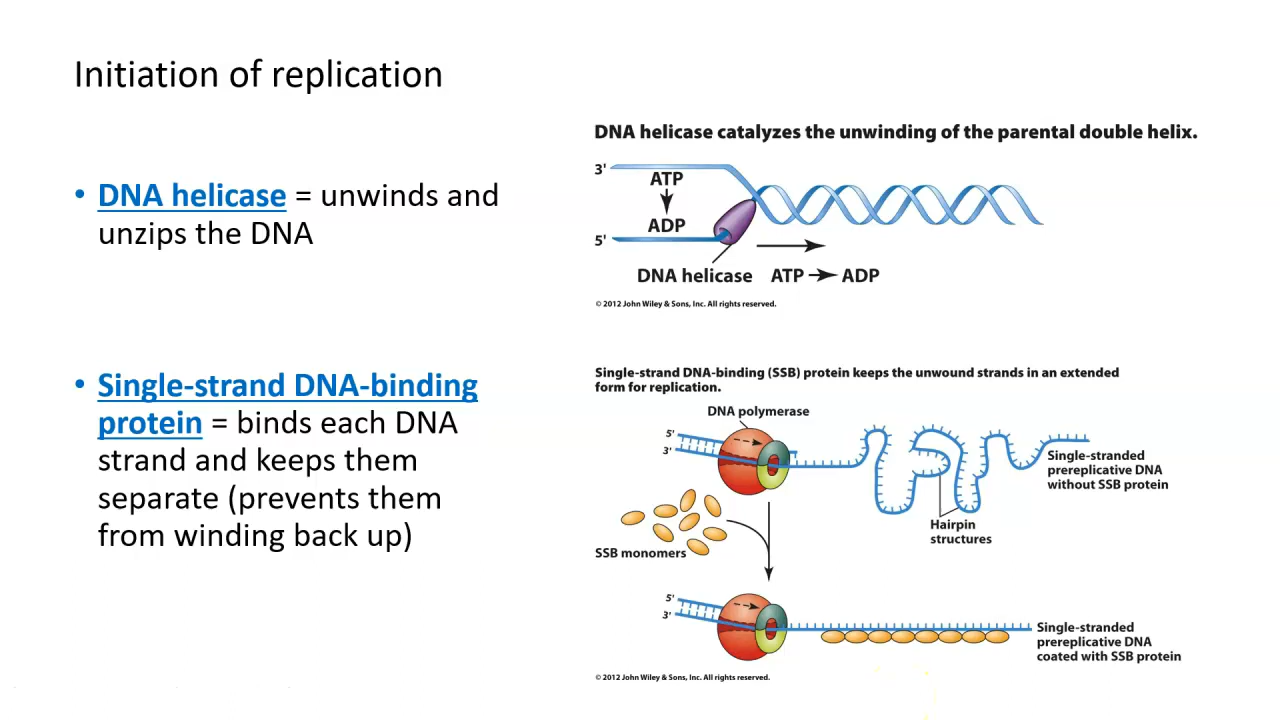 Initiation of replication
• DNA helicase = unwinds and
unzips the DNA
• Single-strand DNA-binding
protein = binds each DNA
strand and keeps them
separate (prevents them
from winding back up)
DNA helicase catalyzes the unwinding of the parental double helix.
3'
ATP
ADP
5'
DNA helicase ATP ADP
© 2012 John Wiley & Sons, Inc. All rights reserved.
Single-strand DNA-binding (SSB) protein keeps the unwound strands in an extended
form for replication.
DNA polymerase
5'
3'
Single-stranded
prereplicative DNA
without SSB protein
Hairpin
structures
SSB monomers
5'
3'
Single-stranded
prereplicative DNA
coated with SSB protein
© 2012 John Wiley & Sons, Inc. All rights reserved.